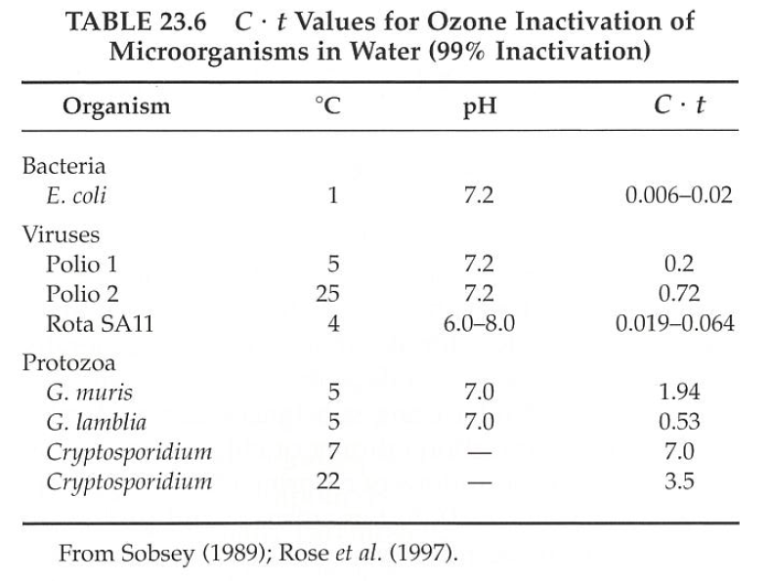 TABLE 23.6 C · t Values for Ozone Inactivation of
Microorganisms in Water (99% Inactivation)
Organism °C pH C · t
Bacteria
E. coli 1 7.2 0.006–0.02
Viruses
Polio 1 5 7.2 0.2
Polio 2 25 7.2 0.72
Rota SA11 4 6.0–8.0 0.019–0.064
Protozoa
G. muris 5 7.0 1.94
G. lamblia 5 7.0 0.53
Cryptosporidium 7 — 7.0
Cryptosporidium 22 — 3.5
From Sobsey (1989); Rose et al. (1997).